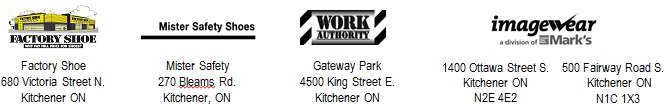 FACTORY SHOE
Factory Shoe
680 Victoria Street N.
Kitchener ON
Mister Safety Shoes
Mister Safety
270 Bleams Rd.
Kitchener, ON
WORK
AUTHORITY
Gateway Park
4500 King Street E.
Kitchener ON
imagewear
a division of Mark's
1400 Ottawa Street S.
Kitchener ON
N2E 4E2
500 Fairway Road S.
Kitchener ON
N1C 1X3